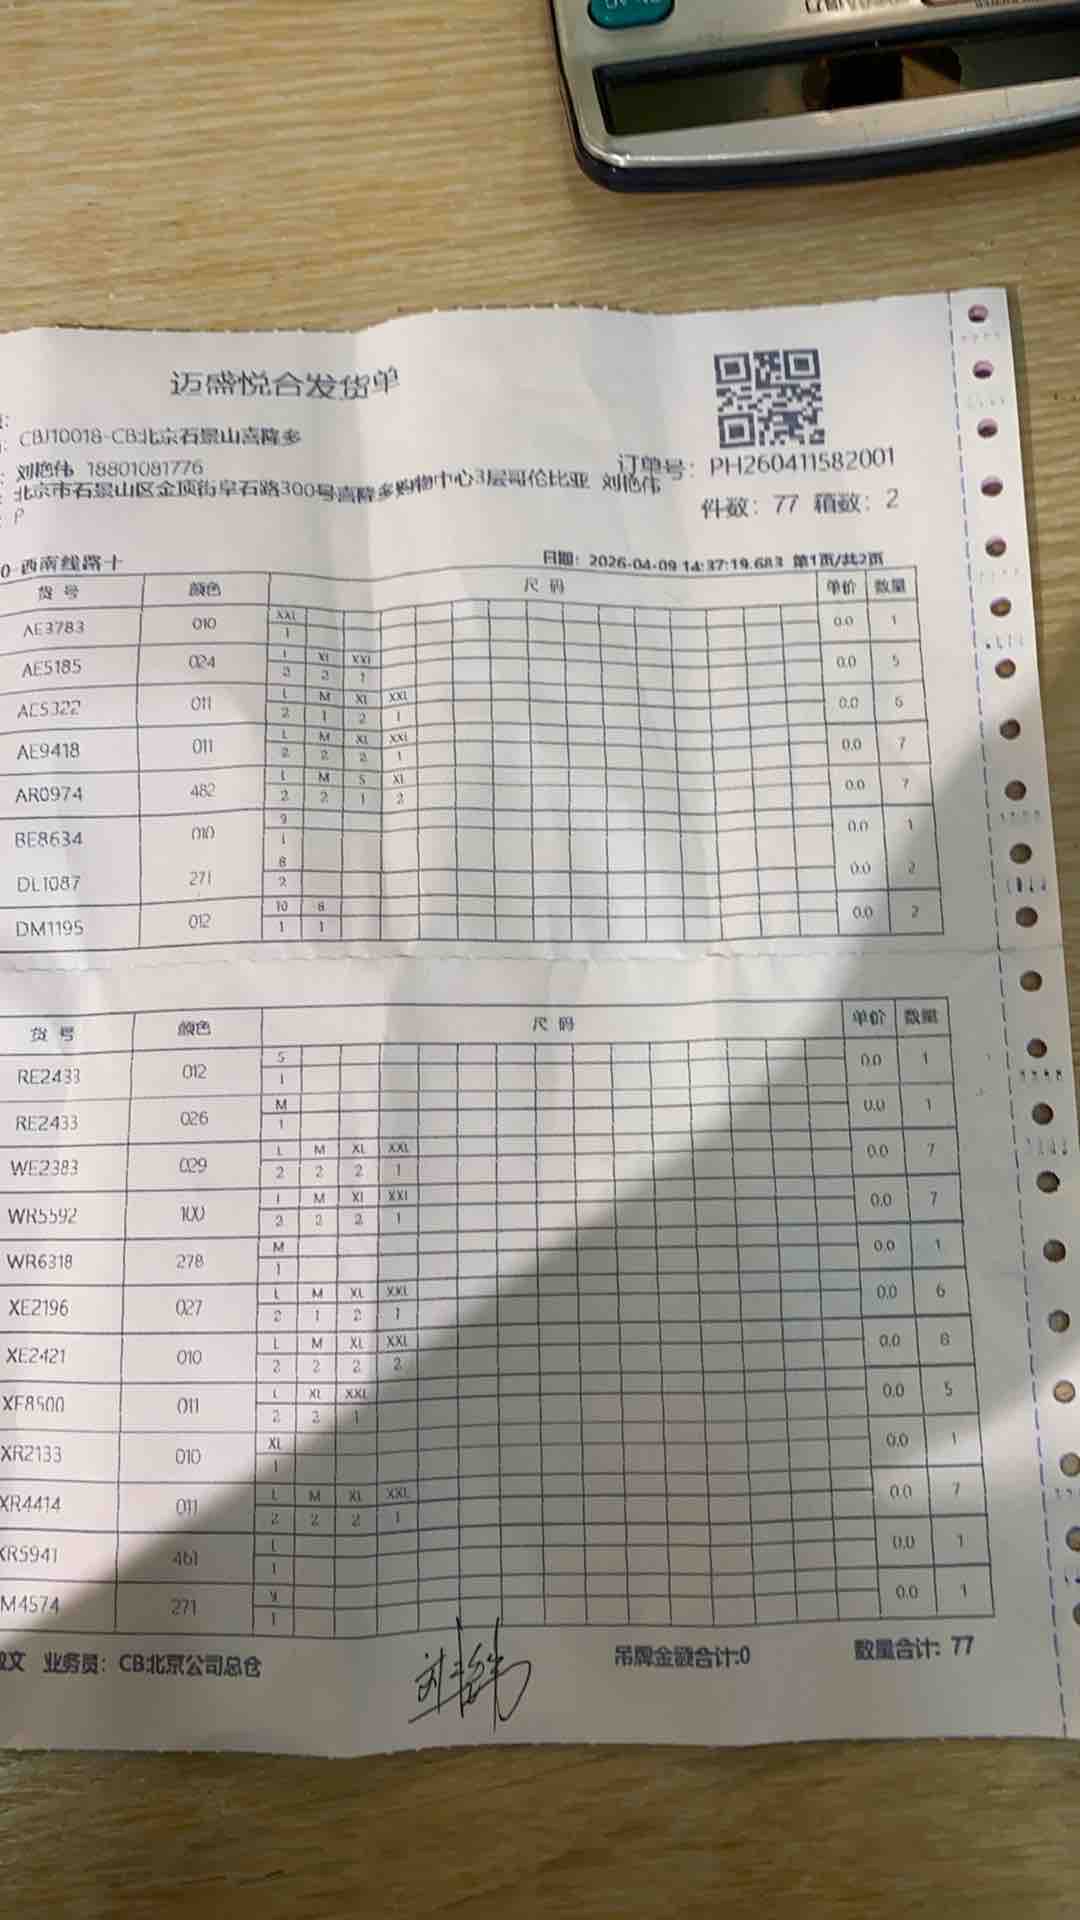 迈盛悦合发货单
CBJ10018-CB北京石景山喜隆多
刘艳伟 18801081776
订单号: PH260411582001
北京市石景山区金顶街阜石路300号喜隆多购物中心3层哥伦比亚 刘艳伟
件数: 77 箱数: 2
P
0 西南线路十
日期: 2026-04-09 14:37:19.683 第1页/共2页
货号 颜色 尺码 单价 数量
XXL
AE3783 010 0.0 1
1
L XL XXL
AE5185 024 0.0 5
2 2 1
L M XL XXL
AE5322 011 0.0 6
2 1 2 1
L M XL XXL
AE9418 011 0.0 7
2 2 2 1
L M S XL
AR0974 482 0.0 7
2 2 1 2
9
BE8634 010 0.0 1
1
8
DL1087 271 0.0 2
2
10 8
DM1195 012 0.0 2
1 1
货号 颜色 尺码 单价 数量
S
RE2433 012 0.0 1
1
M
RE2433 026 0.0 1
1
L M XL XXL
WE2383 029 0.0 7
2 2 2 1
L M XL XXL
WR5592 100 0.0 7
2 2 2 1
M
WR6318 278 0.0 1
1
L M XL XXL
XE2196 027 0.0 6
2 1 2 1
L M XL XXL
XE2421 010 0.0 8
2 2 2 2
L XL XXL
XE8500 011 0.0 5
2 2 1
XL
XR2133 010 0.0 1
1
L M XL XXL
XR4414 011 0.0 7
2 2 2 1
L
XR5941 461 0.0 1
1
9
M4574 271 0.0 1
1
文 业务员: CB北京公司总仓
刘艳伟
吊牌金额合计:0
数量合计: 77